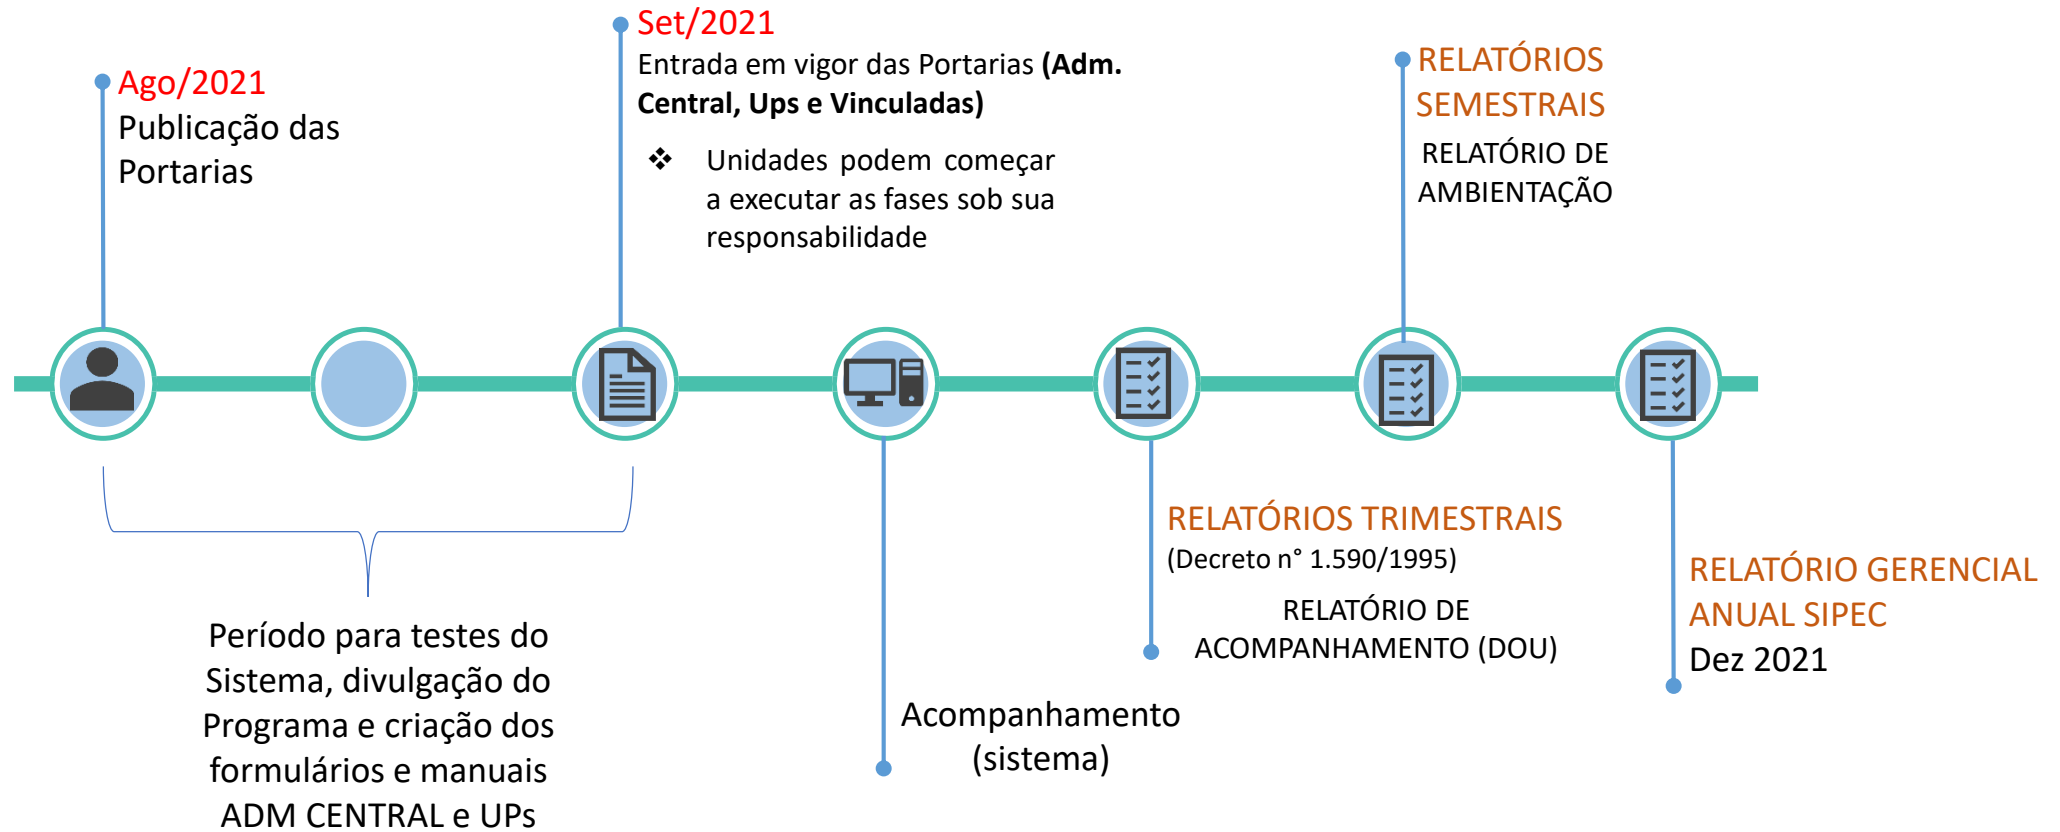 Ago/2021
Publicação das
Portarias
Set/2021
Entrada em vigor das Portarias (Adm.
Central, Ups e Vinculadas)
❖ Unidades podem começar
a executar as fases sob sua
responsabilidade
RELATÓRIOS
SEMESTRAIS
RELATÓRIO DE
AMBIENTAÇÃO
Período para testes do
Sistema, divulgação do
Programa e criação dos
formulários e manuais
ADM CENTRAL e UPs
Acompanhamento
(sistema)
RELATÓRIOS TRIMESTRAIS
(Decreto n° 1.590/1995)
RELATÓRIO DE
ACOMPANHAMENTO (DOU)
RELATÓRIO GERENCIAL
ANUAL SIPEC
Dez 2021